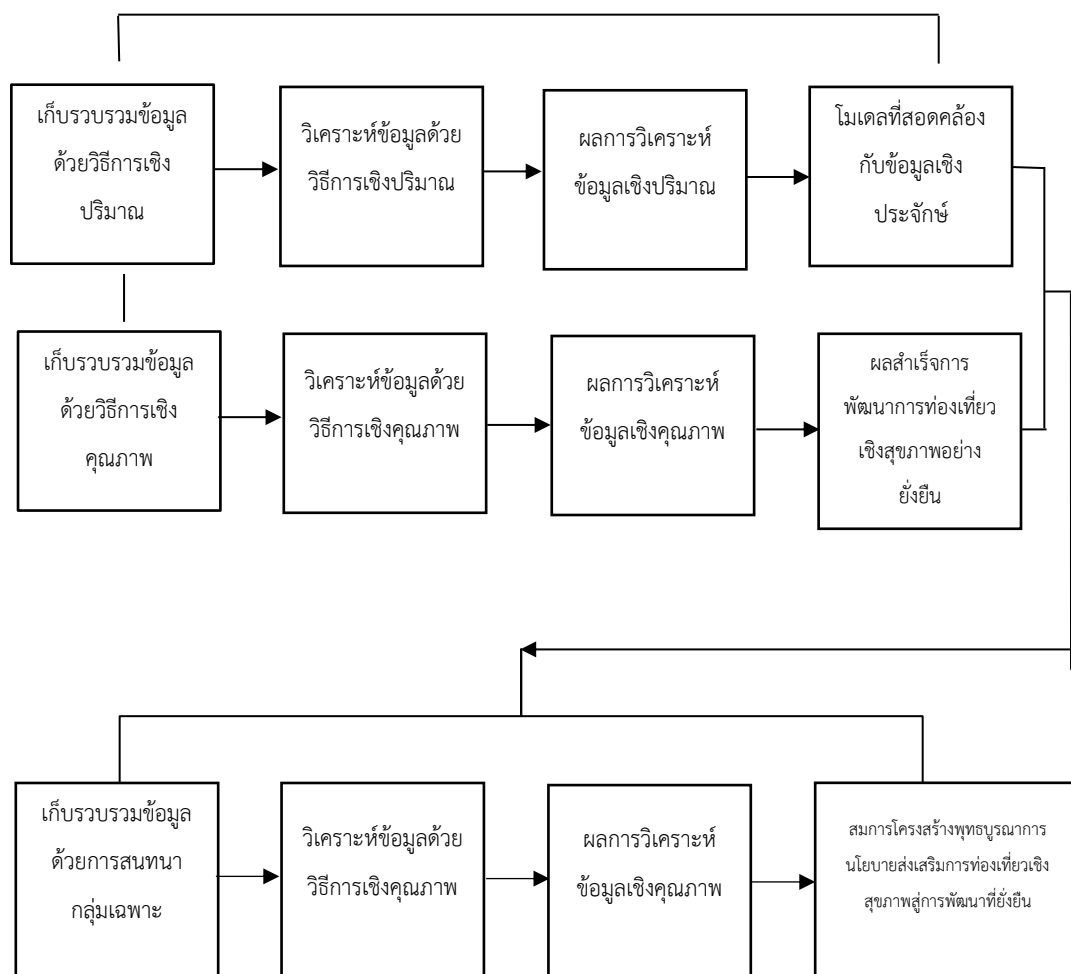 เก็บรวบรวมข้อมูล
ด้วยวิธีการเชิง
ปริมาณ
วิเคราะห์ข้อมูลด้วย
วิธีการเชิงปริมาณ
ผลการวิเคราะห์
ข้อมูลเชิงปริมาณ
โมเดลที่สอดคล้อง
กับข้อมูลเชิง
ประจักษ์
เก็บรวบรวมข้อมูล
ด้วยวิธีการเชิง
คุณภาพ
วิเคราะห์ข้อมูลด้วย
วิธีการเชิงคุณภาพ
ผลการวิเคราะห์
ข้อมูลเชิงคุณภาพ
ผลสำเร็จการ
พัฒนาการท่องเที่ยว
เชิงสุขภาพอย่าง
ยั่งยืน
เก็บรวบรวมข้อมูล
ด้วยการสนทนา
กลุ่มเฉพาะ
วิเคราะห์ข้อมูลด้วย
วิธีการเชิงคุณภาพ
ผลการวิเคราะห์
ข้อมูลเชิงคุณภาพ
สมการโครงสร้างพุทธบูรณาการ
นโยบายส่งเสริมการท่องเที่ยวเชิง
สุขภาพสู่การพัฒนาที่ยั่งยืน